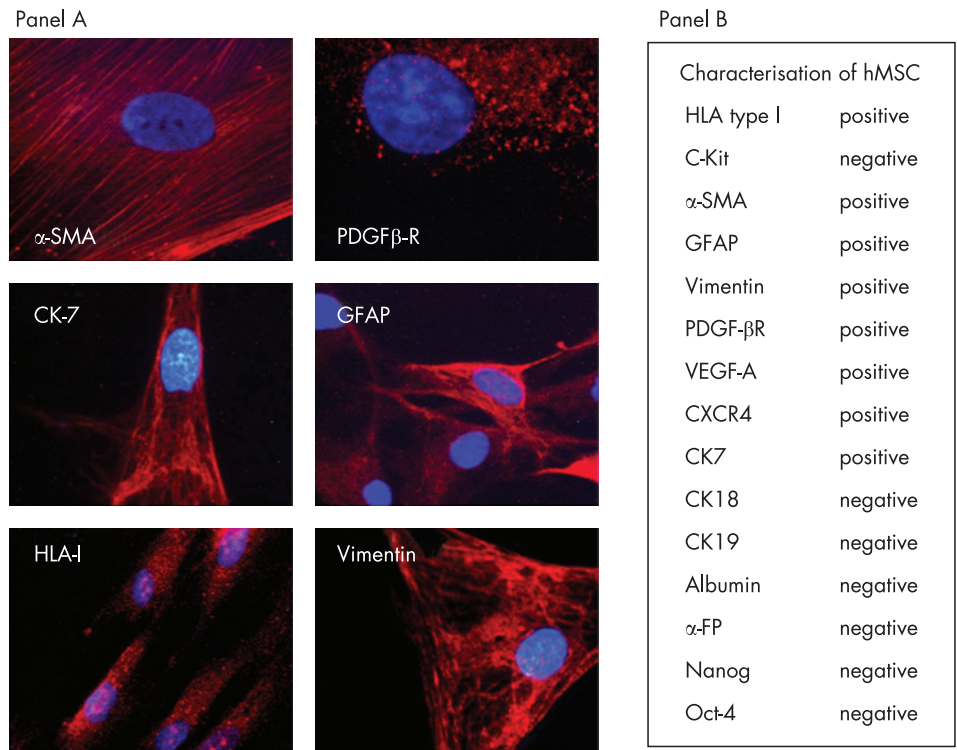 Panel A
α-SMA
PDGFβ-R
CK-7
GFAP
HLA-I
Vimentin
Panel B
Characterisation of hMSC
HLA type I positive
C-Kit negative
α-SMA positive
GFAP positive
Vimentin positive
PDGF-βR positive
VEGF-A positive
CXCR4 positive
CK7 positive
CK18 negative
CK19 negative
Albumin negative
α-FP negative
Nanog negative
Oct-4 negative